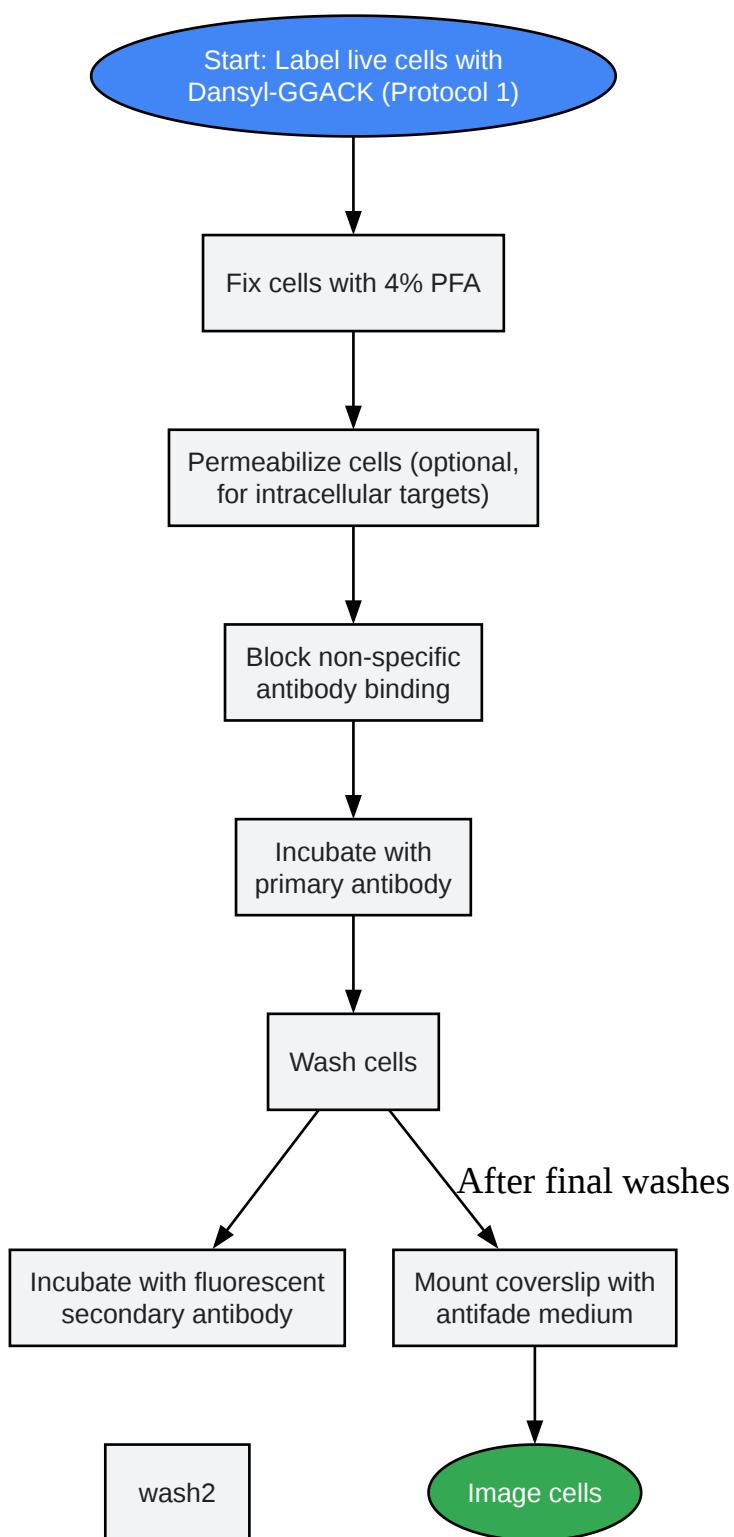 Start: Label live cells with
Dansyl-GGACK (Protocol 1)
Fix cells with 4% PFA
Permeabilize cells (optional,
for intracellular targets)
Block non-specific
antibody binding
Incubate with
primary antibody
Wash cells
After final washes
Incubate with fluorescent
secondary antibody
Mount coverslip with
antifade medium
wash2
Image cells